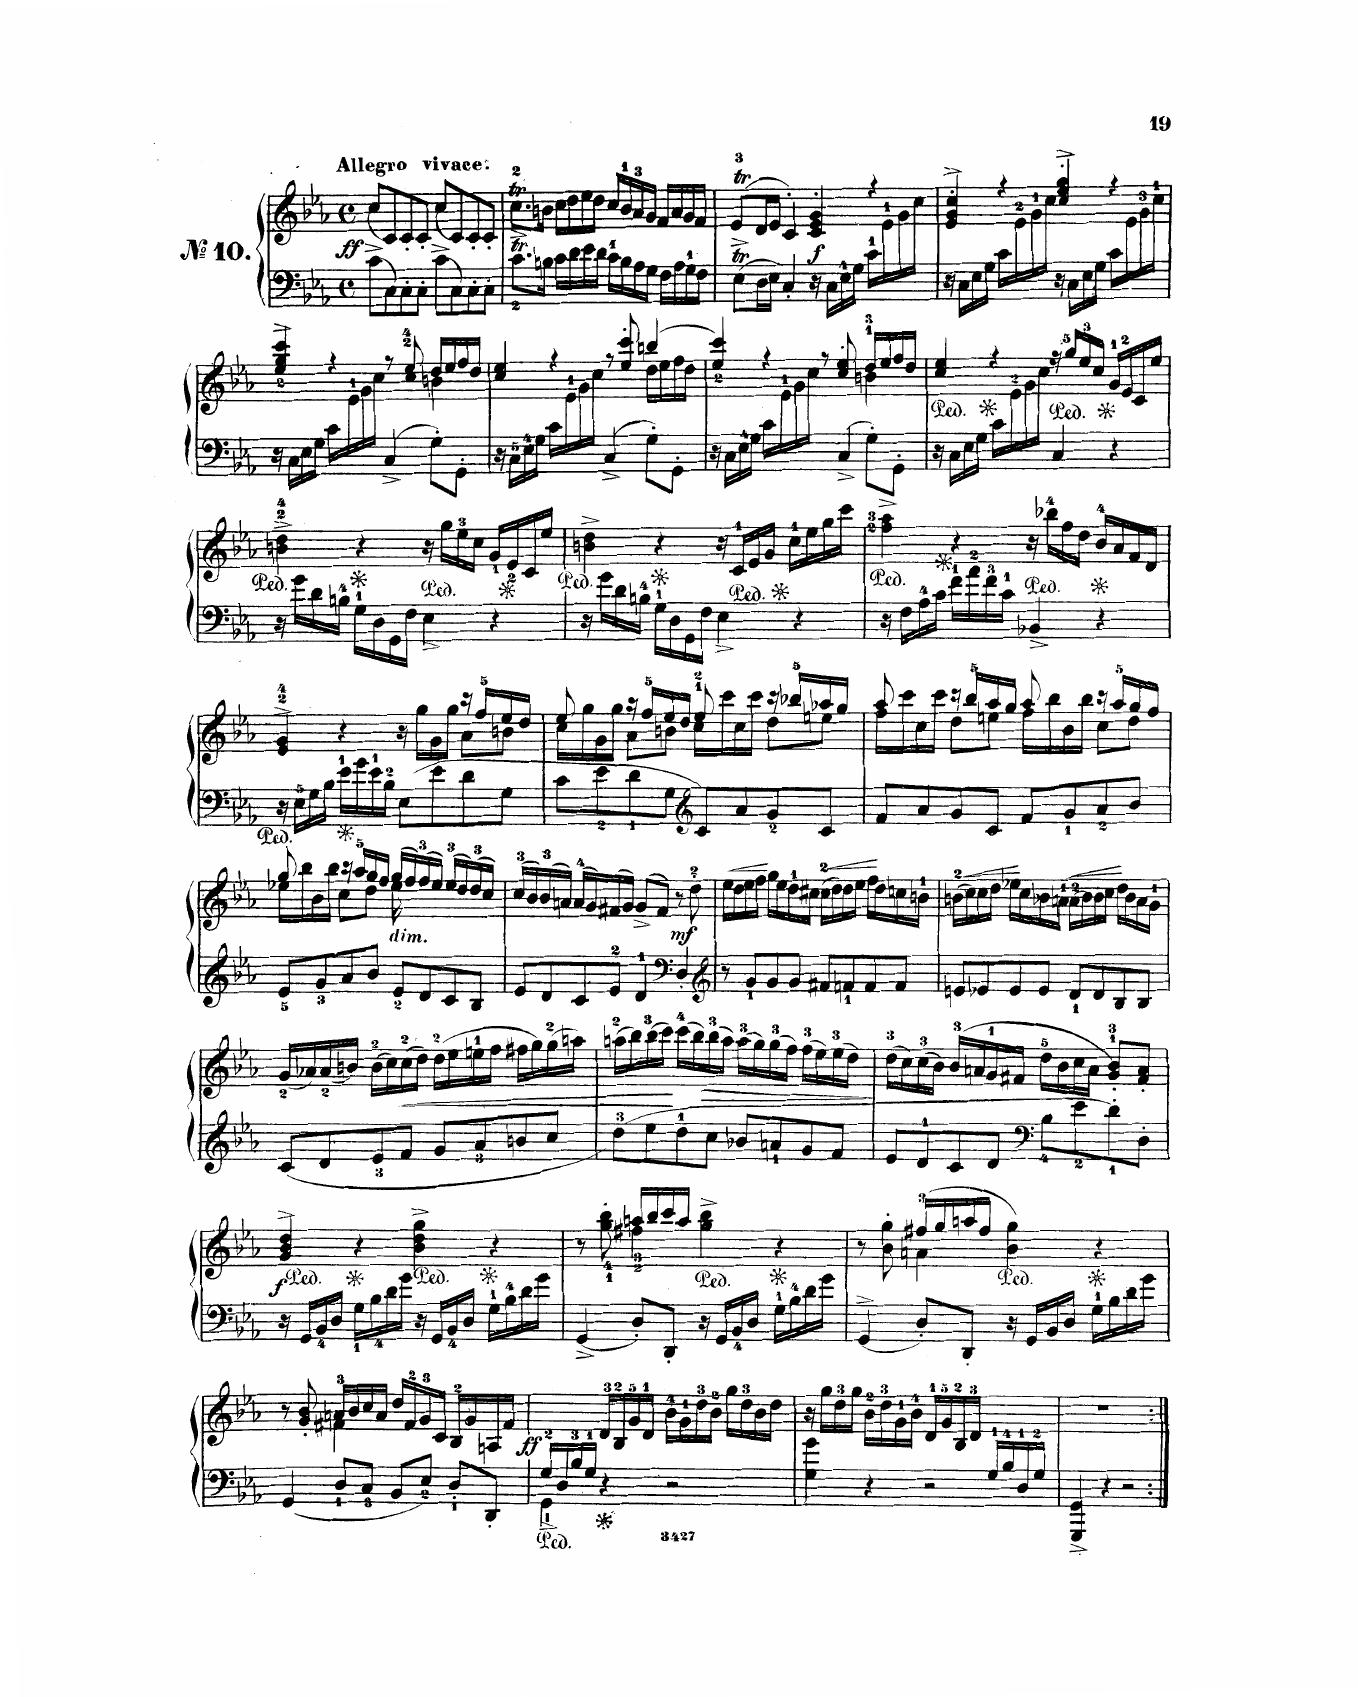 19
Allegro vivace.
№ 10.
ff
tr
tr
tr
tr
f
Ped. Ped.
Ped. Ped. Ped. Ped. Ped. Ped.
Ped.
dim.
mf
f Ped. Ped. Ped. Ped.
ff
Ped.
3427